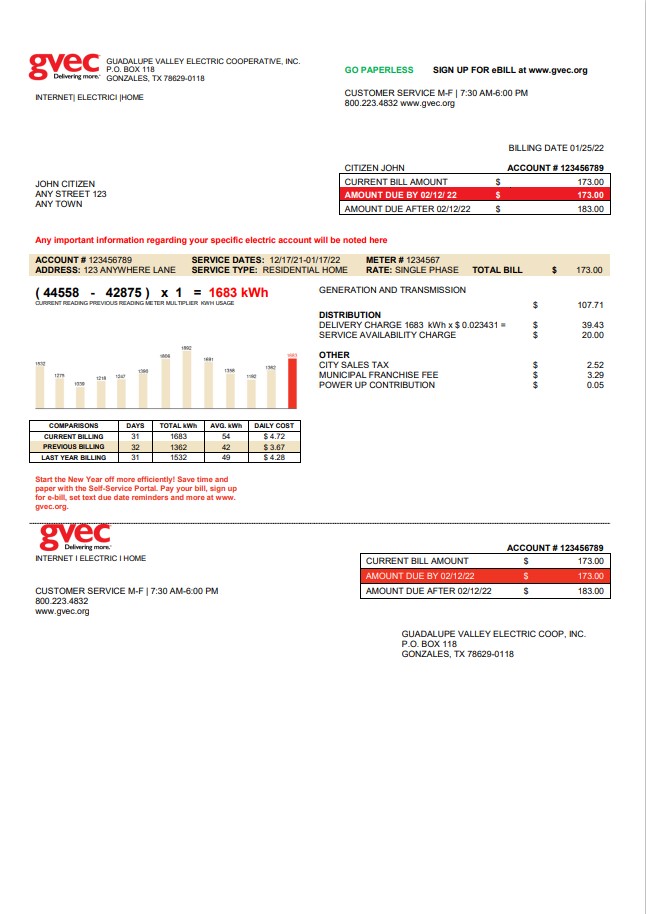 gvec
Delivering more.
GUADALUPE VALLEY ELECTRIC COOPERATIVE, INC.
P.O. BOX 118
GONZALES, TX 78629-0118
INTERNET| ELECTRICI |HOME
GO PAPERLESS SIGN UP FOR eBILL at www.gvec.org
CUSTOMER SERVICE M-F | 7:30 AM-6:00 PM
800.223.4832 www.gvec.org
BILLING DATE 01/25/22
CITIZEN JOHN ACCOUNT # 123456789
CURRENT BILL AMOUNT $ 173.00
AMOUNT DUE BY 02/12/ 22 $ 173.00
AMOUNT DUE AFTER 02/12/22 $ 183.00
JOHN CITIZEN
ANY STREET 123
ANY TOWN
Any important information regarding your specific electric account will be noted here
ACCOUNT # 123456789 SERVICE DATES: 12/17/21-01/17/22 METER # 1234567
ADDRESS: 123 ANYWHERE LANE SERVICE TYPE: RESIDENTIAL HOME RATE: SINGLE PHASE TOTAL BILL $ 173.00
( 44558 - 42875 ) x 1 = 1683 kWh
CURRENT READING PREVIOUS READING METER MULTIPLIER KWH USAGE
GENERATION AND TRANSMISSION
$ 107.71
DISTRIBUTION
DELIVERY CHARGE 1683 kWh x $ 0.023431 = $ 39.43
SERVICE AVAILABILITY CHARGE $ 20.00
OTHER
CITY SALES TAX $ 2.52
MUNICIPAL FRANCHISE FEE $ 3.29
POWER UP CONTRIBUTION $ 0.05
1532 1275 1218 1247 1362 1683
COMPARISONS DAYS TOTAL kWh AVG. kWh DAILY COST
CURRENT BILLING 31 1683 54 $ 4.72
PREVIOUS BILLING 32 1362 42 $ 3.67
LAST YEAR BILLING 31 1532 49 $ 4.28
Start the New Year off more efficiently! Save time and
paper with the Self-Service Portal. Pay your bill, sign up
for e-bill, set text due date reminders and more at www.
gvec.org.
gvec
Delivering more.
INTERNET I ELECTRIC I HOME
CUSTOMER SERVICE M-F | 7:30 AM-6:00 PM
800.223.4832
www.gvec.org
ACCOUNT # 123456789
CURRENT BILL AMOUNT $ 173.00
AMOUNT DUE BY 02/12/22 $ 173.00
AMOUNT DUE AFTER 02/12/22 $ 183.00
GUADALUPE VALLEY ELECTRIC COOP, INC.
P.O. BOX 118
GONZALES, TX 78629-0118